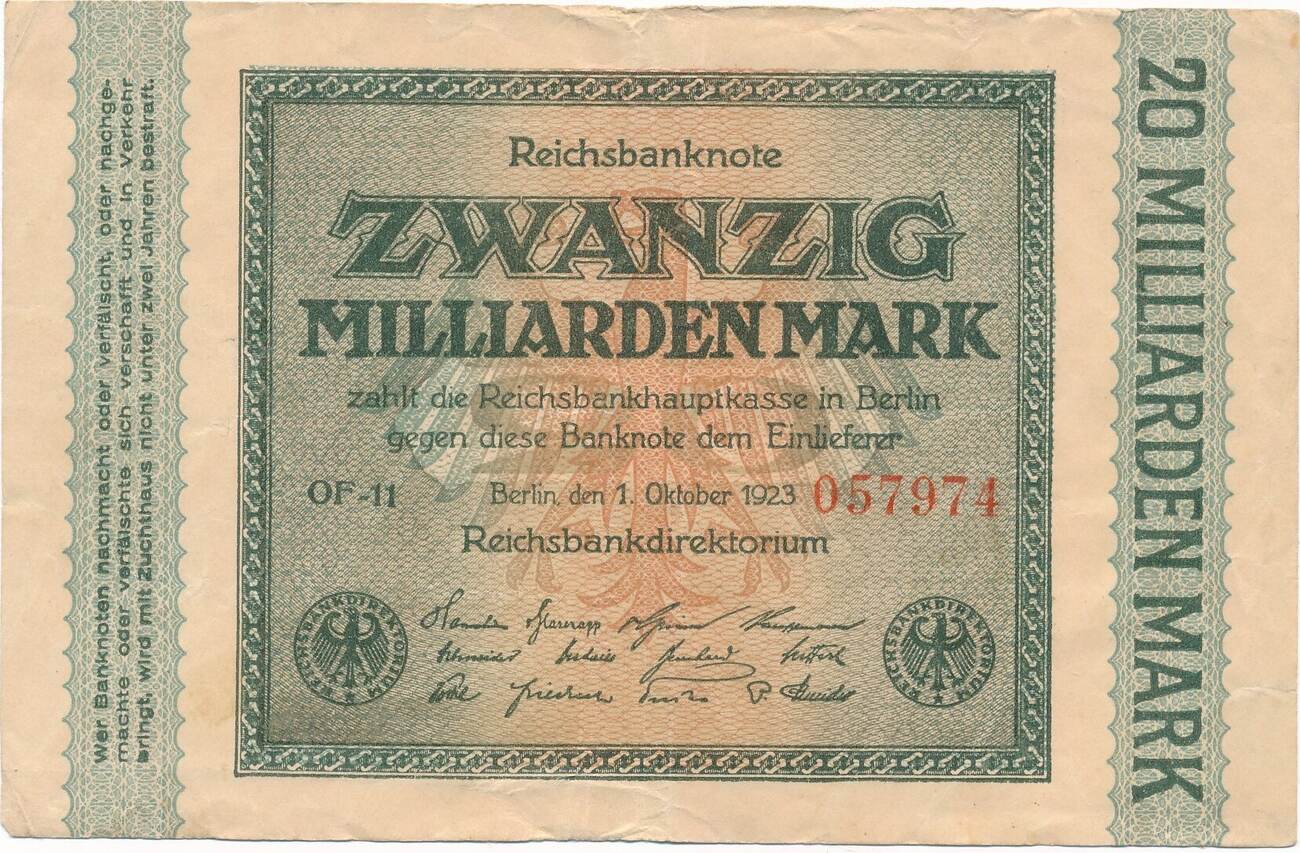 Wer Banknoten nachmacht oder verfälscht, oder nachge-
machte oder verfälschte sich verschafft und in Verkehr
bringt, wird mit Zuchthaus nicht unter zwei Jahren bestraft.
Reichsbanknote
ZWANZIG
MILLIARDEN MARK
zahlt die Reichsbankhauptkasse in Berlin
gegen diese Banknote dem Einlieferer
OF-11 Berlin, den 1. Oktober 1923 057974
Reichsbankdirektorium
REICHSBANKDIREKTORIUM
REICHSBANKDIREKTORIUM
20 MILLIARDEN MARK